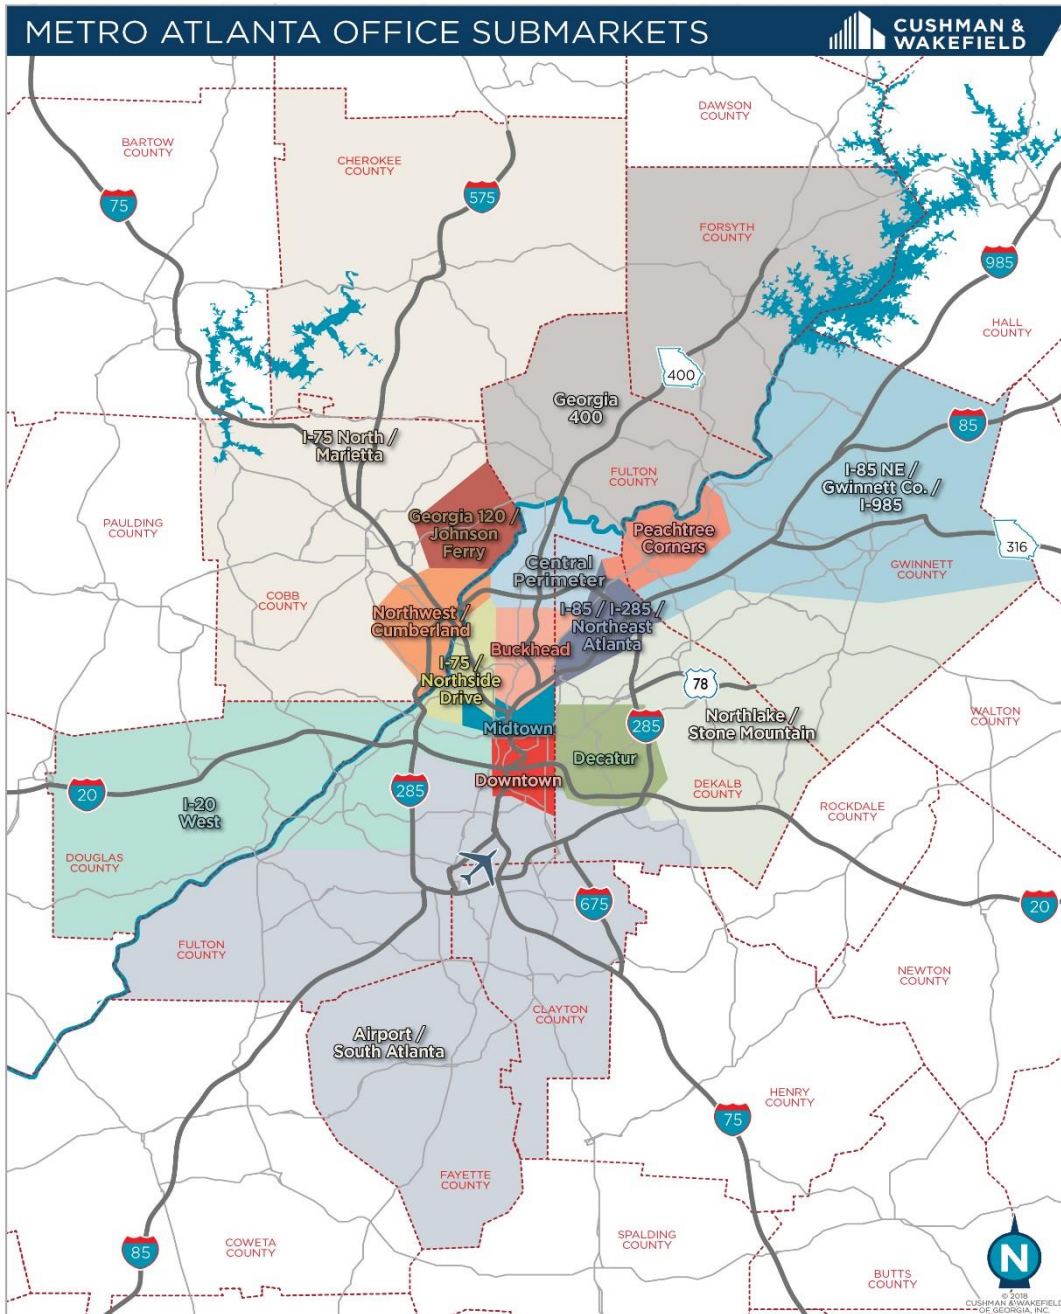 METRO ATLANTA OFFICE SUBMARKETS
CUSHMAN &
WAKEFIELD
DAWSON
COUNTY
BARTOW
COUNTY
CHEROKEE
COUNTY
575
75
FORSYTH
COUNTY
985
HALL
COUNTY
400
Georgia
400
85
I-75 North /
Marietta
I-85 NE /
Gwinnett Co. /
I-985
FULTON
COUNTY
PAULDING
COUNTY
Georgia 120 /
Johnson
Ferry
Peachtree
Corners
316
Central
Perimeter
GWINNETT
COUNTY
COBB
COUNTY
Northwest /
Cumberland
I-85 / I-285 /
Northeast
Atlanta
Buckhead
I-75 /
Northside
Drive
78
WALTON
COUNTY
Northlake /
Stone Mountain
285
Midtown
Decatur
Downtown
DEKALB
COUNTY
20
285
I-20
West
ROCKDALE
COUNTY
DOUGLAS
COUNTY
675
20
FULTON
COUNTY
NEWTON
COUNTY
CLAYTON
COUNTY
Airport /
South Atlanta
HENRY
COUNTY
75
FAYETTE
COUNTY
SPALDING
COUNTY
COWETA
COUNTY
85
N
BUTTS
COUNTY
© 2018
CUSHMAN & WAKEFIELD
OF GEORGIA, INC.